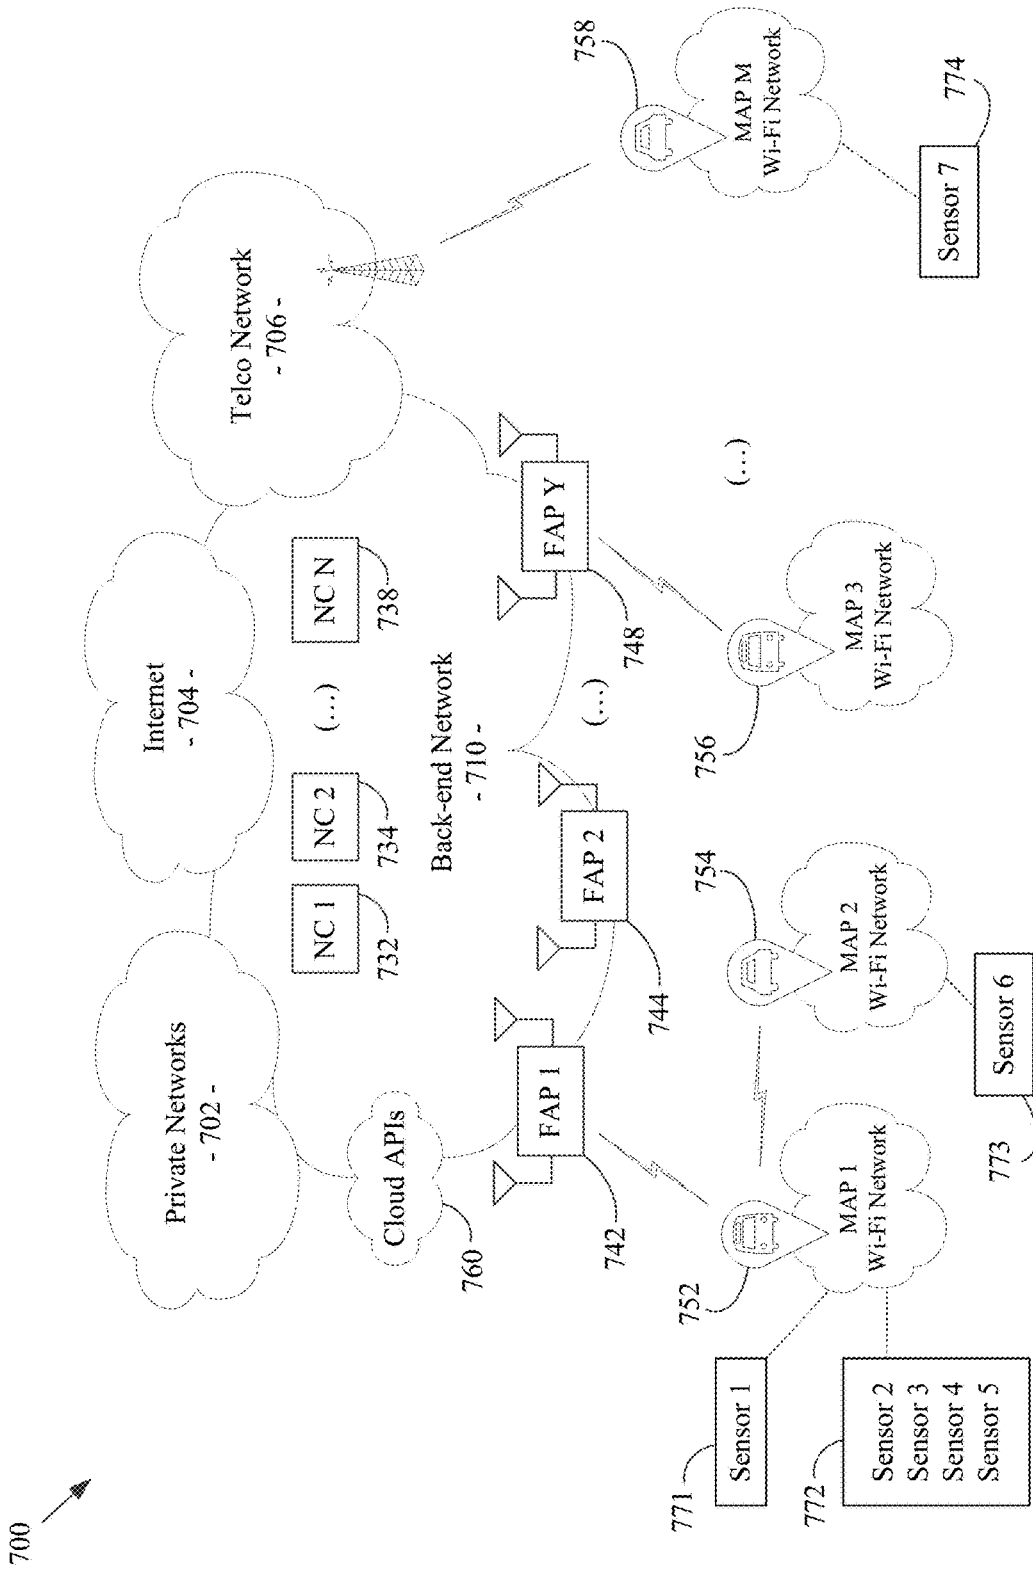 700
Private Networks
- 702 -
Internet
- 704 -
Telco Network
- 706 -
Cloud APIs
760
NC 1
732
NC 2
734
(...)
NC N
738
Back-end Network
- 710 -
FAP 1
742
FAP 2
744
(...)
FAP Y
748
752
MAP 1
Wi-Fi Network
754
MAP 2
Wi-Fi Network
756
MAP 3
Wi-Fi Network
(...)
758
MAP M
Wi-Fi Network
771
Sensor 1
772
Sensor 2
Sensor 3
Sensor 4
Sensor 5
773
Sensor 6
Sensor 7
774